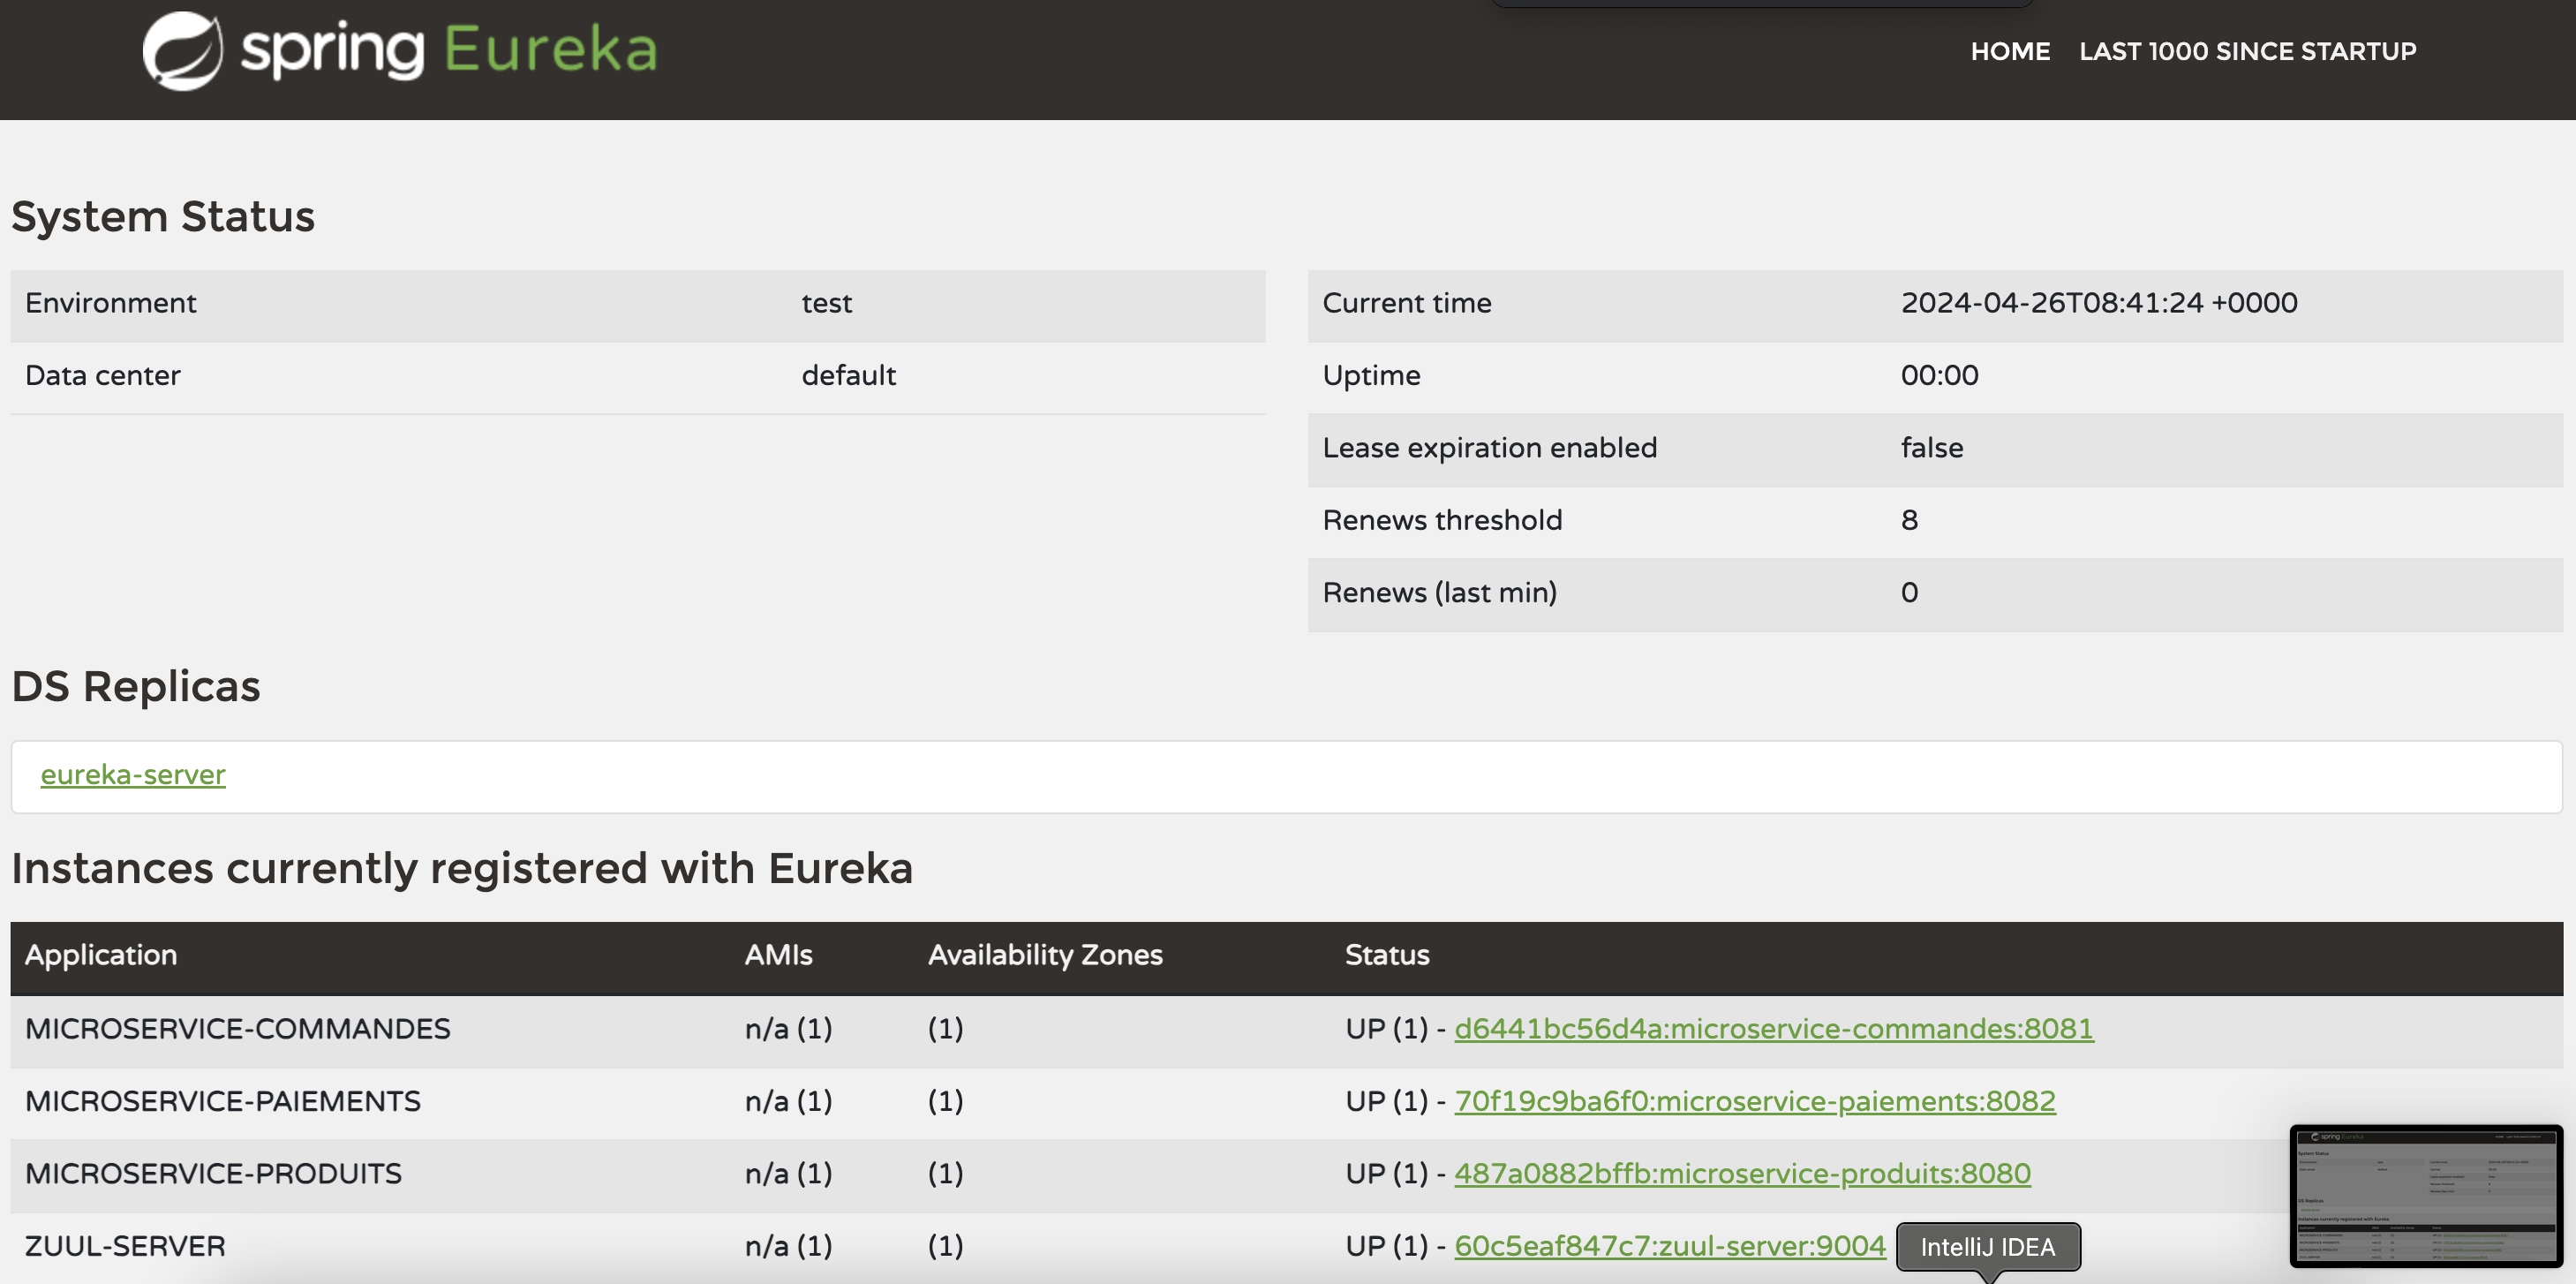 spring Eureka
HOME LAST 1000 SINCE STARTUP
System Status
Environment test
Data center default
Current time 2024-04-26T08:41:24 +0000
Uptime 00:00
Lease expiration enabled false
Renews threshold 8
Renews (last min) 0
DS Replicas
eureka-server
Instances currently registered with Eureka
Application AMIs Availability Zones Status
MICROSERVICE-COMMANDES n/a (1) (1) UP (1) - d6441bc56d4a:microservice-commandes:8081
MICROSERVICE-PAIEMENTS n/a (1) (1) UP (1) - 70f19c9ba6f0:microservice-paiements:8082
MICROSERVICE-PRODUITS n/a (1) (1) UP (1) - 487a0882bffb:microservice-produits:8080
ZUUL-SERVER n/a (1) (1) UP (1) - 60c5eaf847c7:zuul-server:9004
IntelliJ IDEA